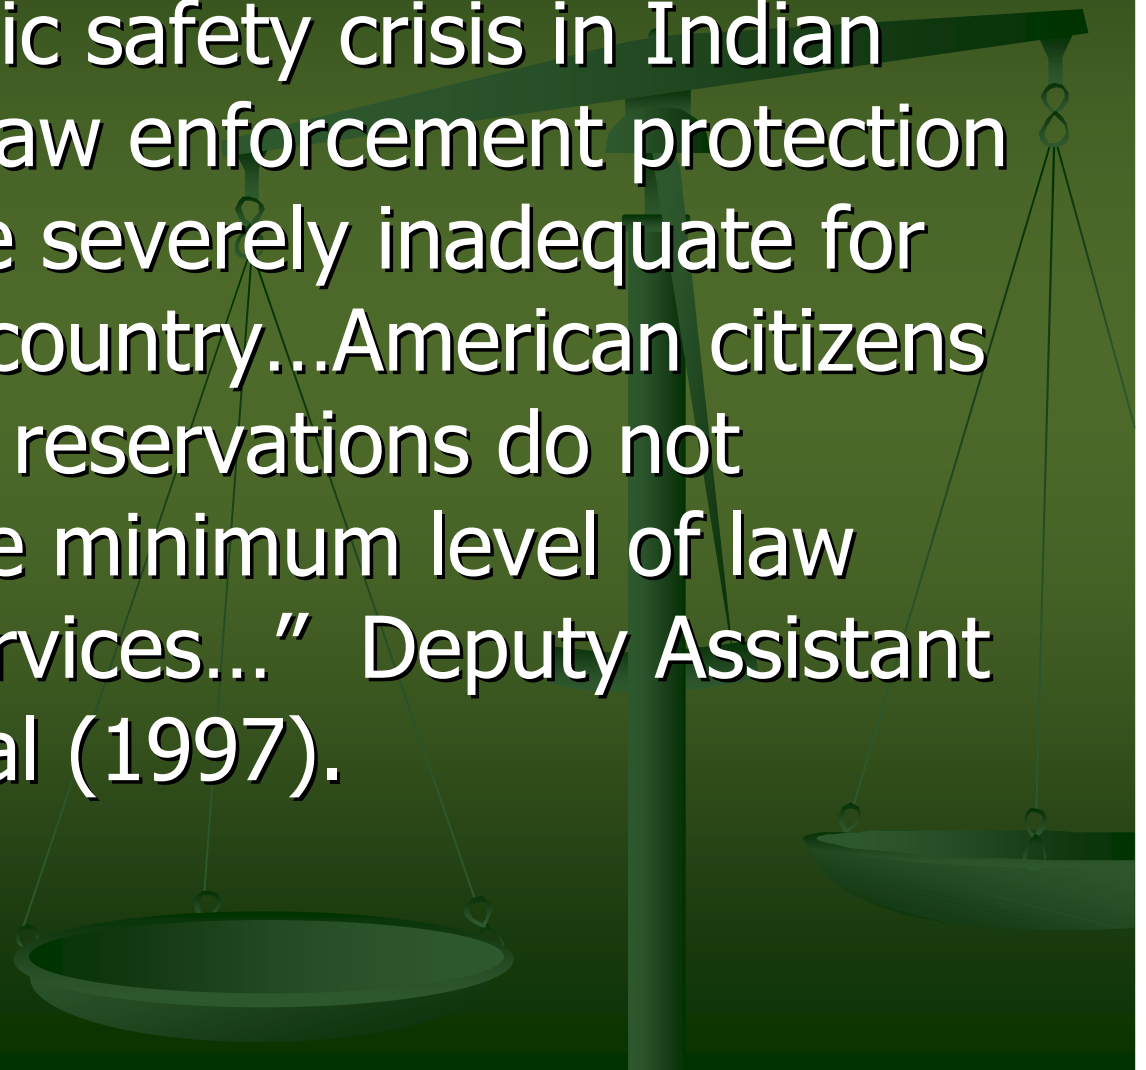 ic safety crisis in Indian
aw enforcement protection
e severely inadequate for
country…American citizens
reservations do not
e minimum level of law
rvices…”  Deputy Assistant
al (1997).